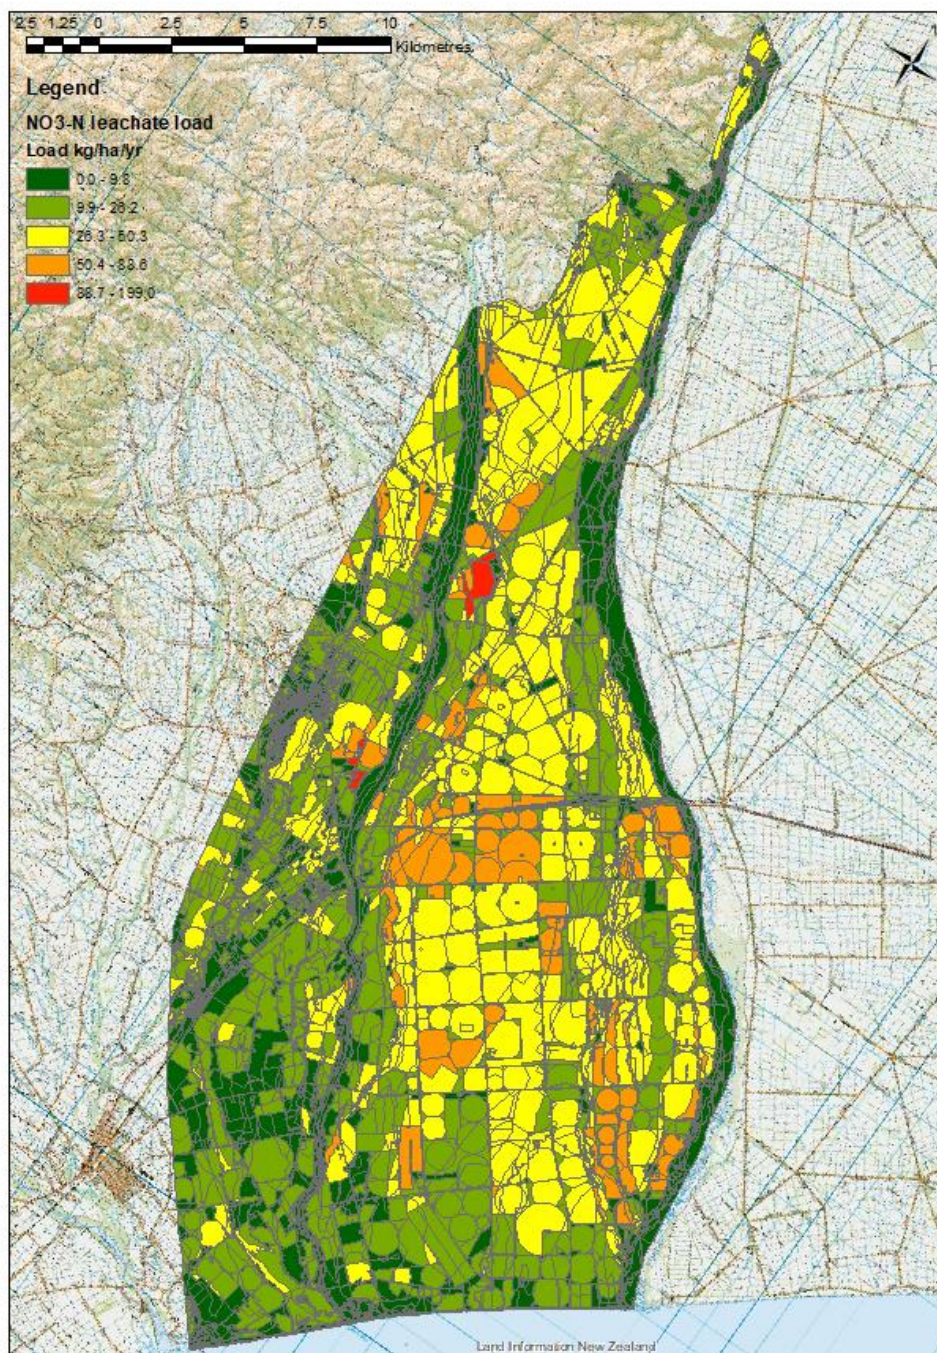 2.5 1.25 0 2.5 5 7.5 10
Kilometres
Legend
NO3-N leachate load
Load kg/ha/yr
0.0 - 9.8
9.9 - 26.2
26.3 - 50.3
50.4 - 88.6
88.7 - 199.0
Land Information New Zealand